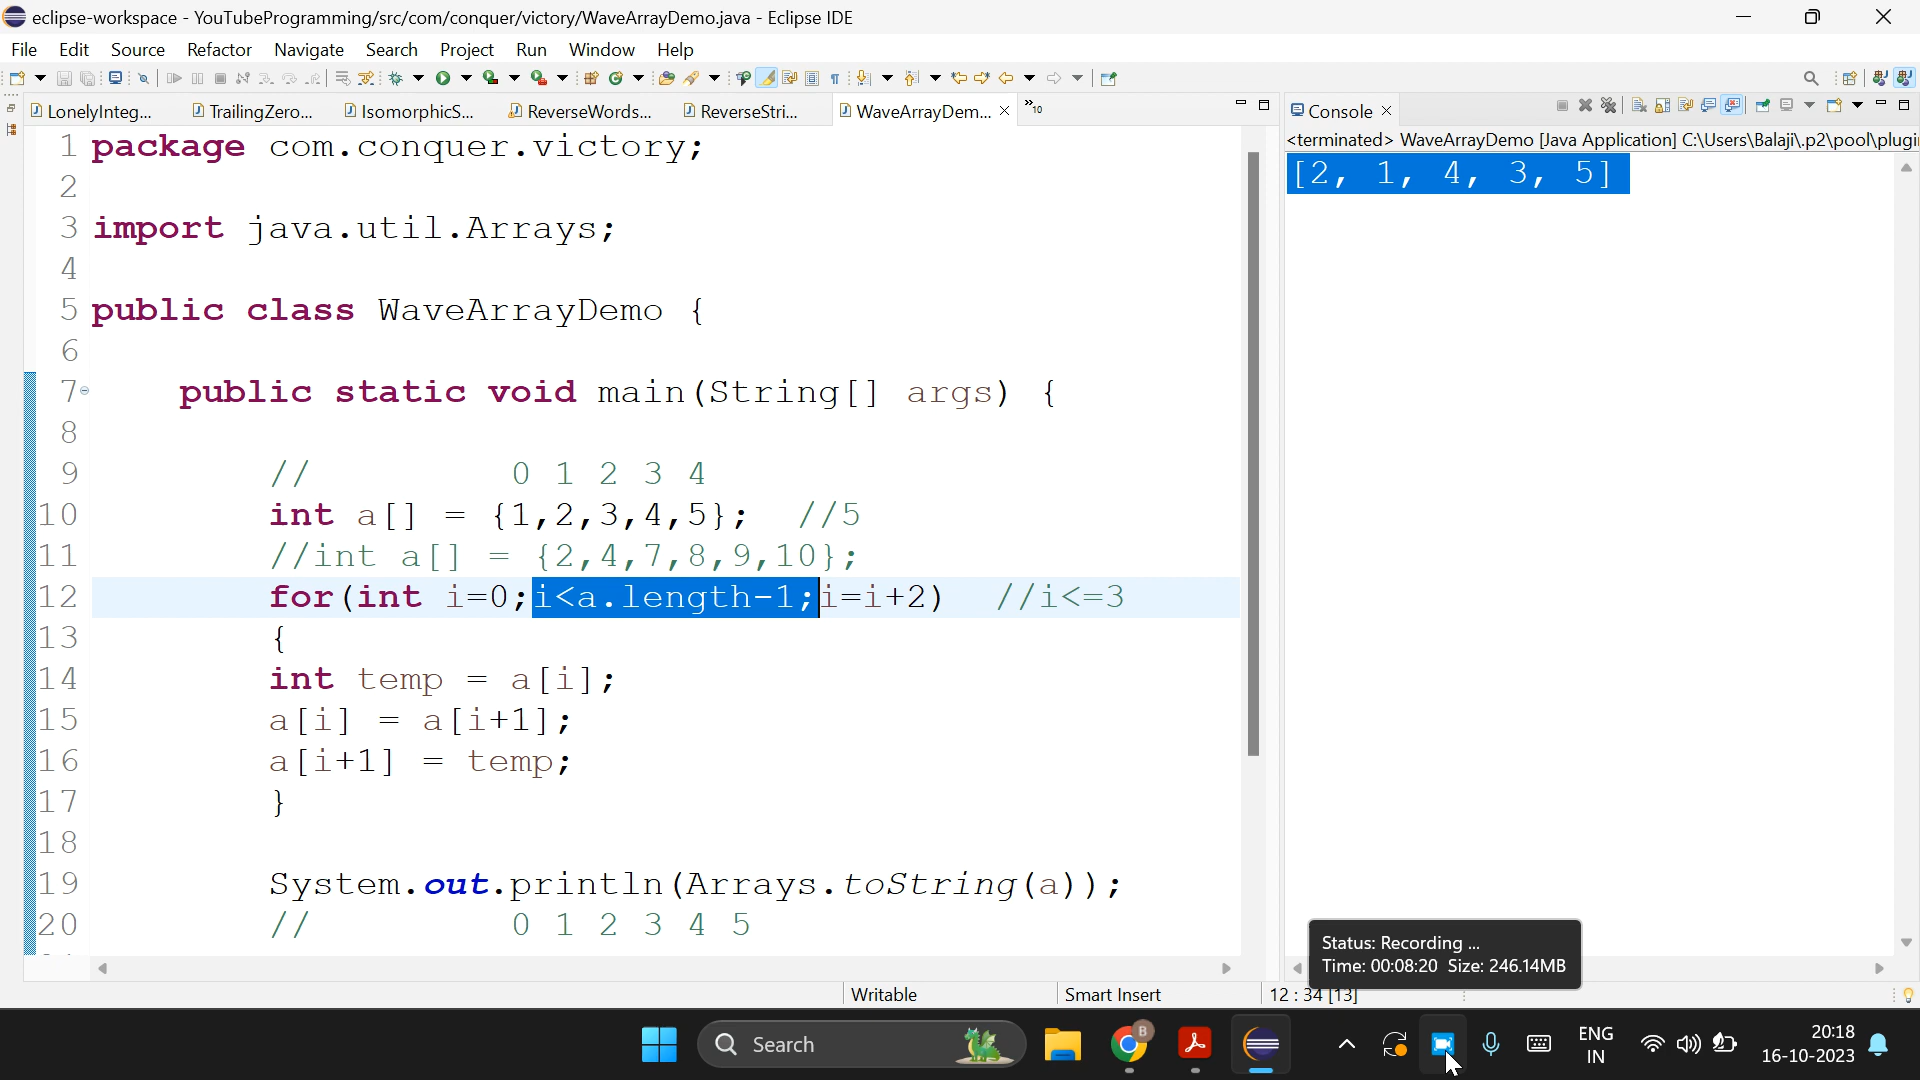 eclipse-workspace - YouTubeProgramming/src/com/conquer/victory/WaveArrayDemo.java - Eclipse IDE
File Edit Source Refactor Navigate Search Project Run Window Help
LonelyInteg... TrailingZero... IsomorphicS... ReverseWords... ReverseStri... WaveArrayDem... »10
Console
<terminated> WaveArrayDemo [Java Application] C:\Users\Balaji\.p2\pool\plugi
[2, 1, 4, 3, 5]
1 package com.conquer.victory;
2
3 import java.util.Arrays;
4
5 public class WaveArrayDemo {
6
7 public static void main(String[] args) {
8
9 // 0 1 2 3 4
10 int a[] = {1,2,3,4,5}; //5
11 //int a[] = {2,4,7,8,9,10};
12 for(int i=0;i<a.length-1;i=i+2) //i<=3
13 {
14 int temp = a[i];
15 a[i] = a[i+1];
16 a[i+1] = temp;
17 }
18
19 System.out.println(Arrays.toString(a));
20 // 0 1 2 3 4 5
Status: Recording ...
Time: 00:08:20 Size: 246.14MB
Writable Smart Insert 12 : 34 [13]
Search
B
ENG
IN
20:18
16-10-2023